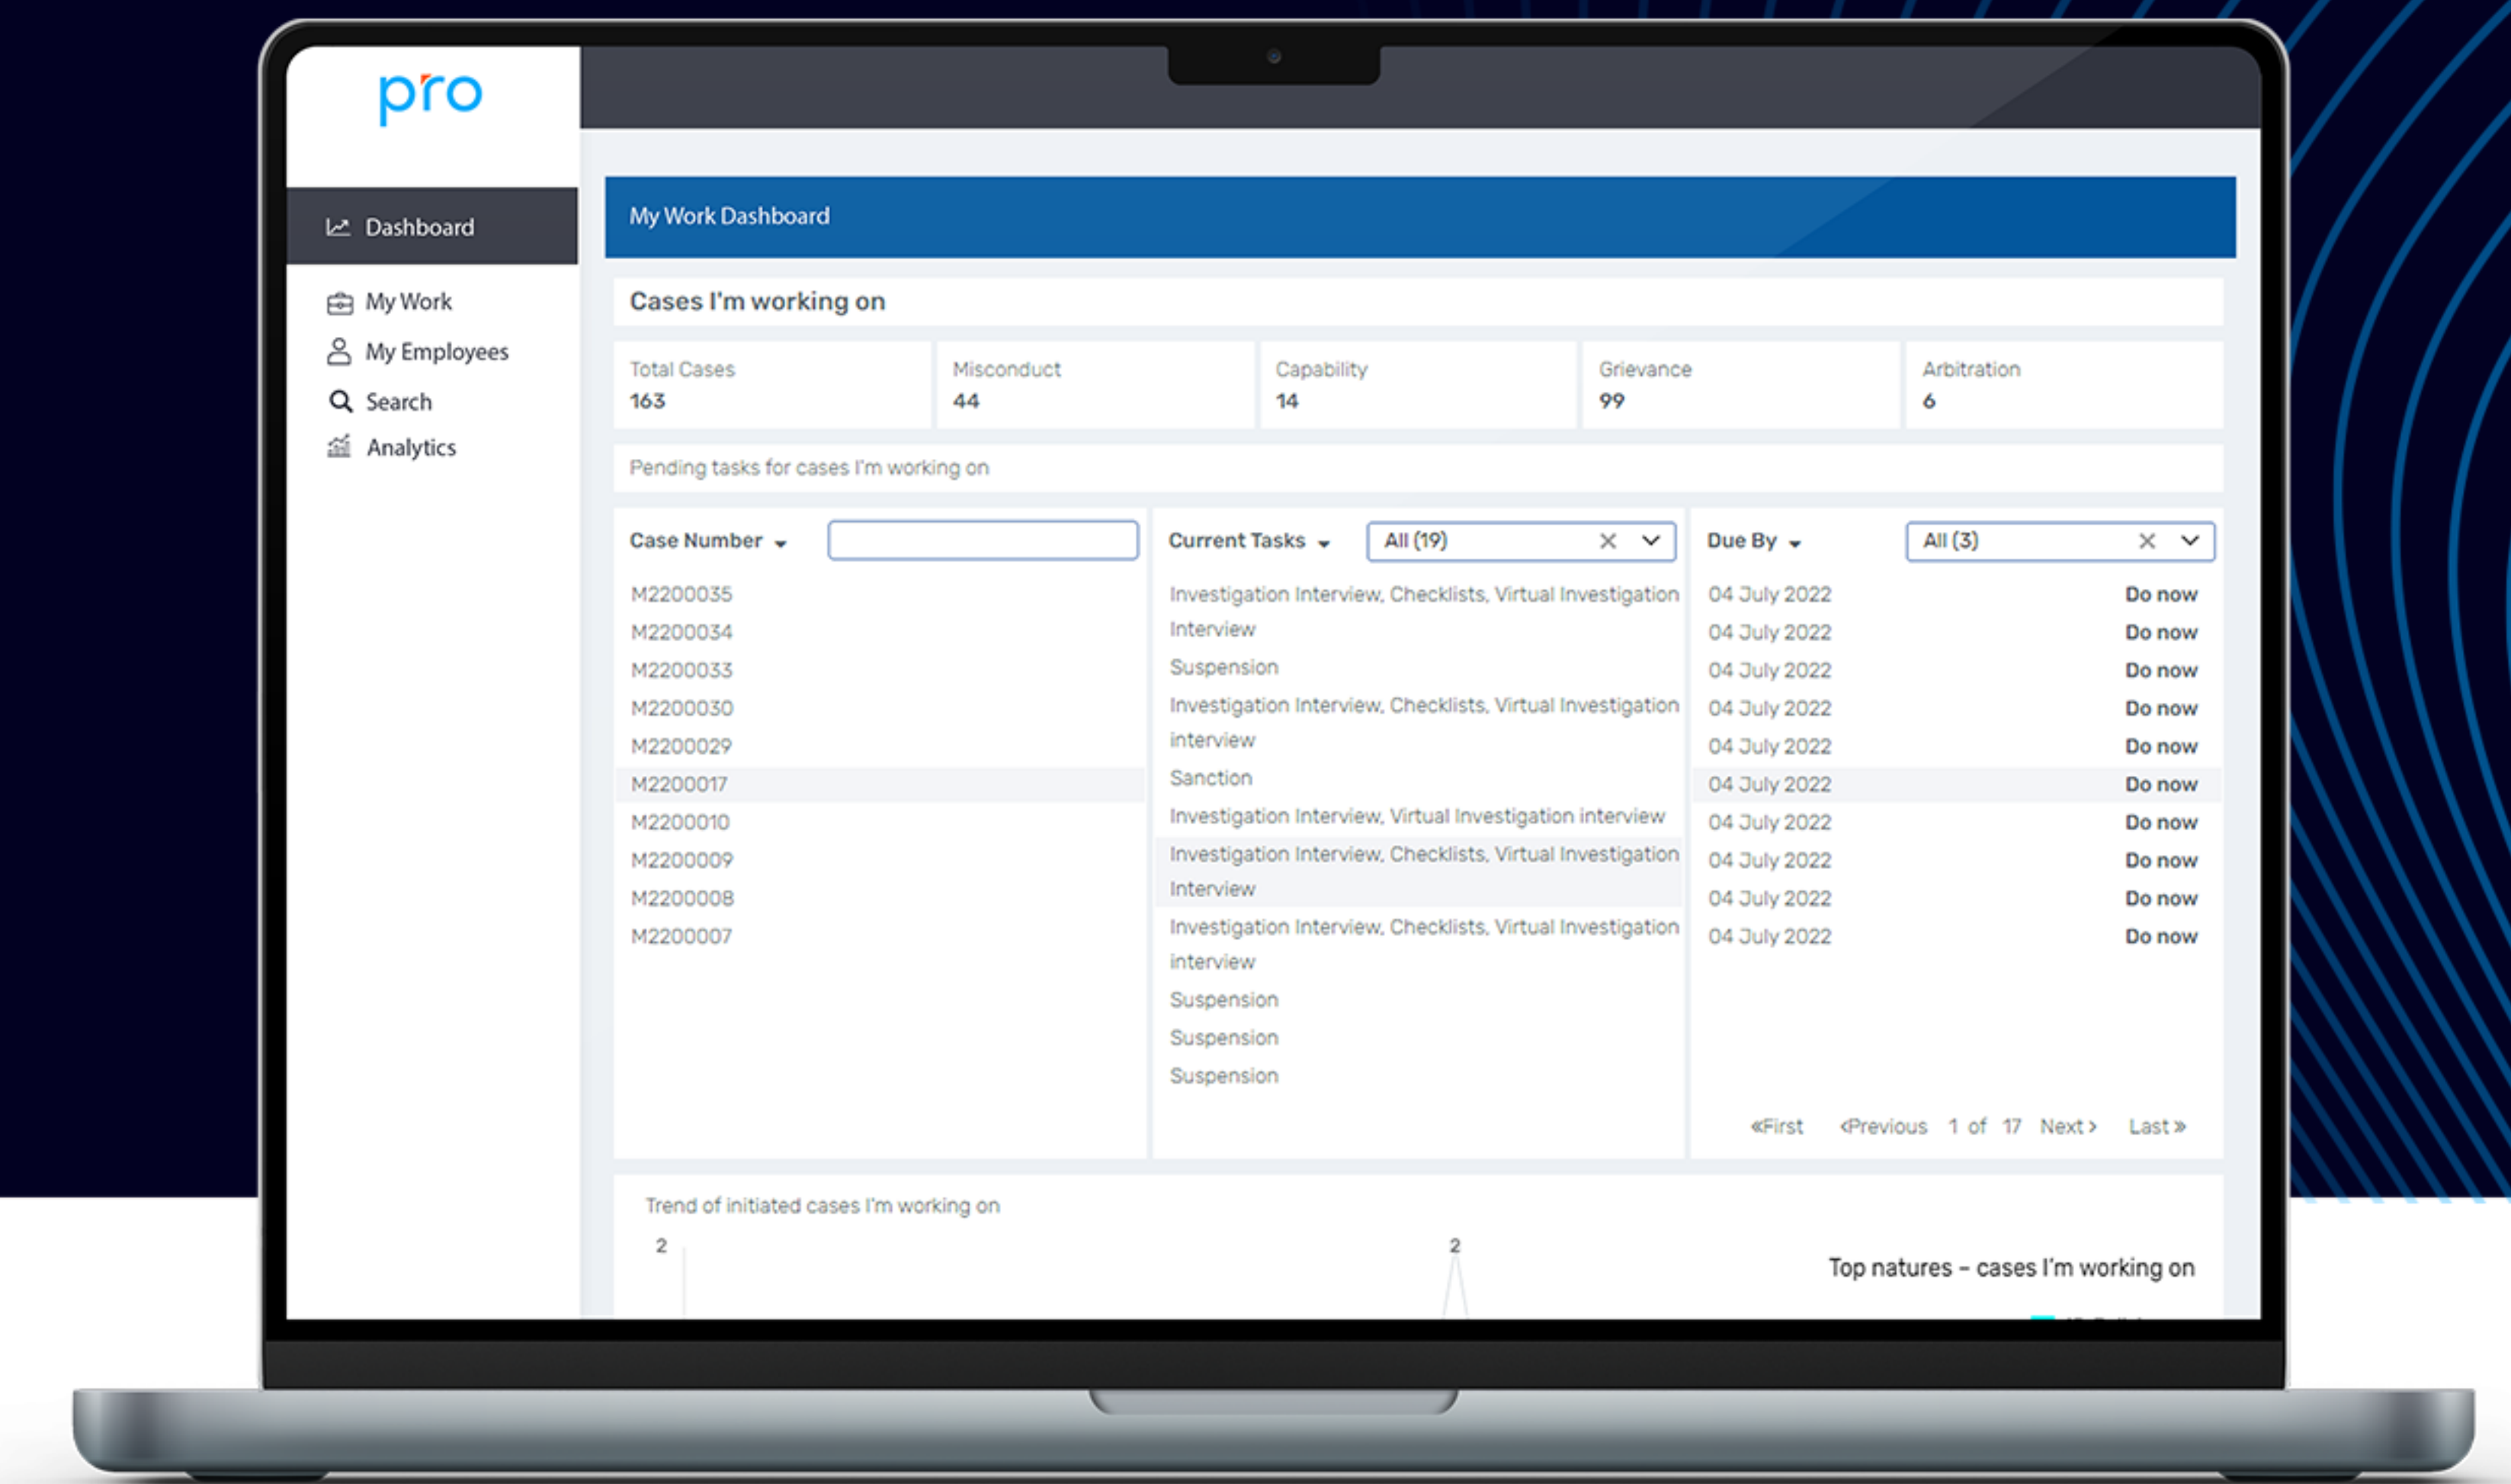 pro
Dashboard
My Work
My Employees
Search
Analytics
My Work Dashboard
Cases I'm working on
Total Cases
163
Misconduct
44
Capability
14
Grievance
99
Arbitration
6
Pending tasks for cases I'm working on
Case Number
M2200035
M2200034
M2200033
M2200030
M2200029
M2200017
M2200010
M2200009
M2200008
M2200007
Current Tasks All (19)
Investigation Interview, Checklists, Virtual Investigation
Interview
Suspension
Investigation Interview, Checklists, Virtual Investigation
interview
Sanction
Investigation Interview, Virtual Investigation interview
Investigation Interview, Checklists, Virtual Investigation
Interview
Investigation Interview, Checklists, Virtual Investigation
interview
Suspension
Suspension
Suspension
Due By All (3)
04 July 2022 Do now
04 July 2022 Do now
04 July 2022 Do now
04 July 2022 Do now
04 July 2022 Do now
04 July 2022 Do now
04 July 2022 Do now
04 July 2022 Do now
04 July 2022 Do now
04 July 2022 Do now
«First ‹Previous 1 of 17 Next› Last»
Trend of initiated cases I'm working on
2
2
Top natures – cases I'm working on